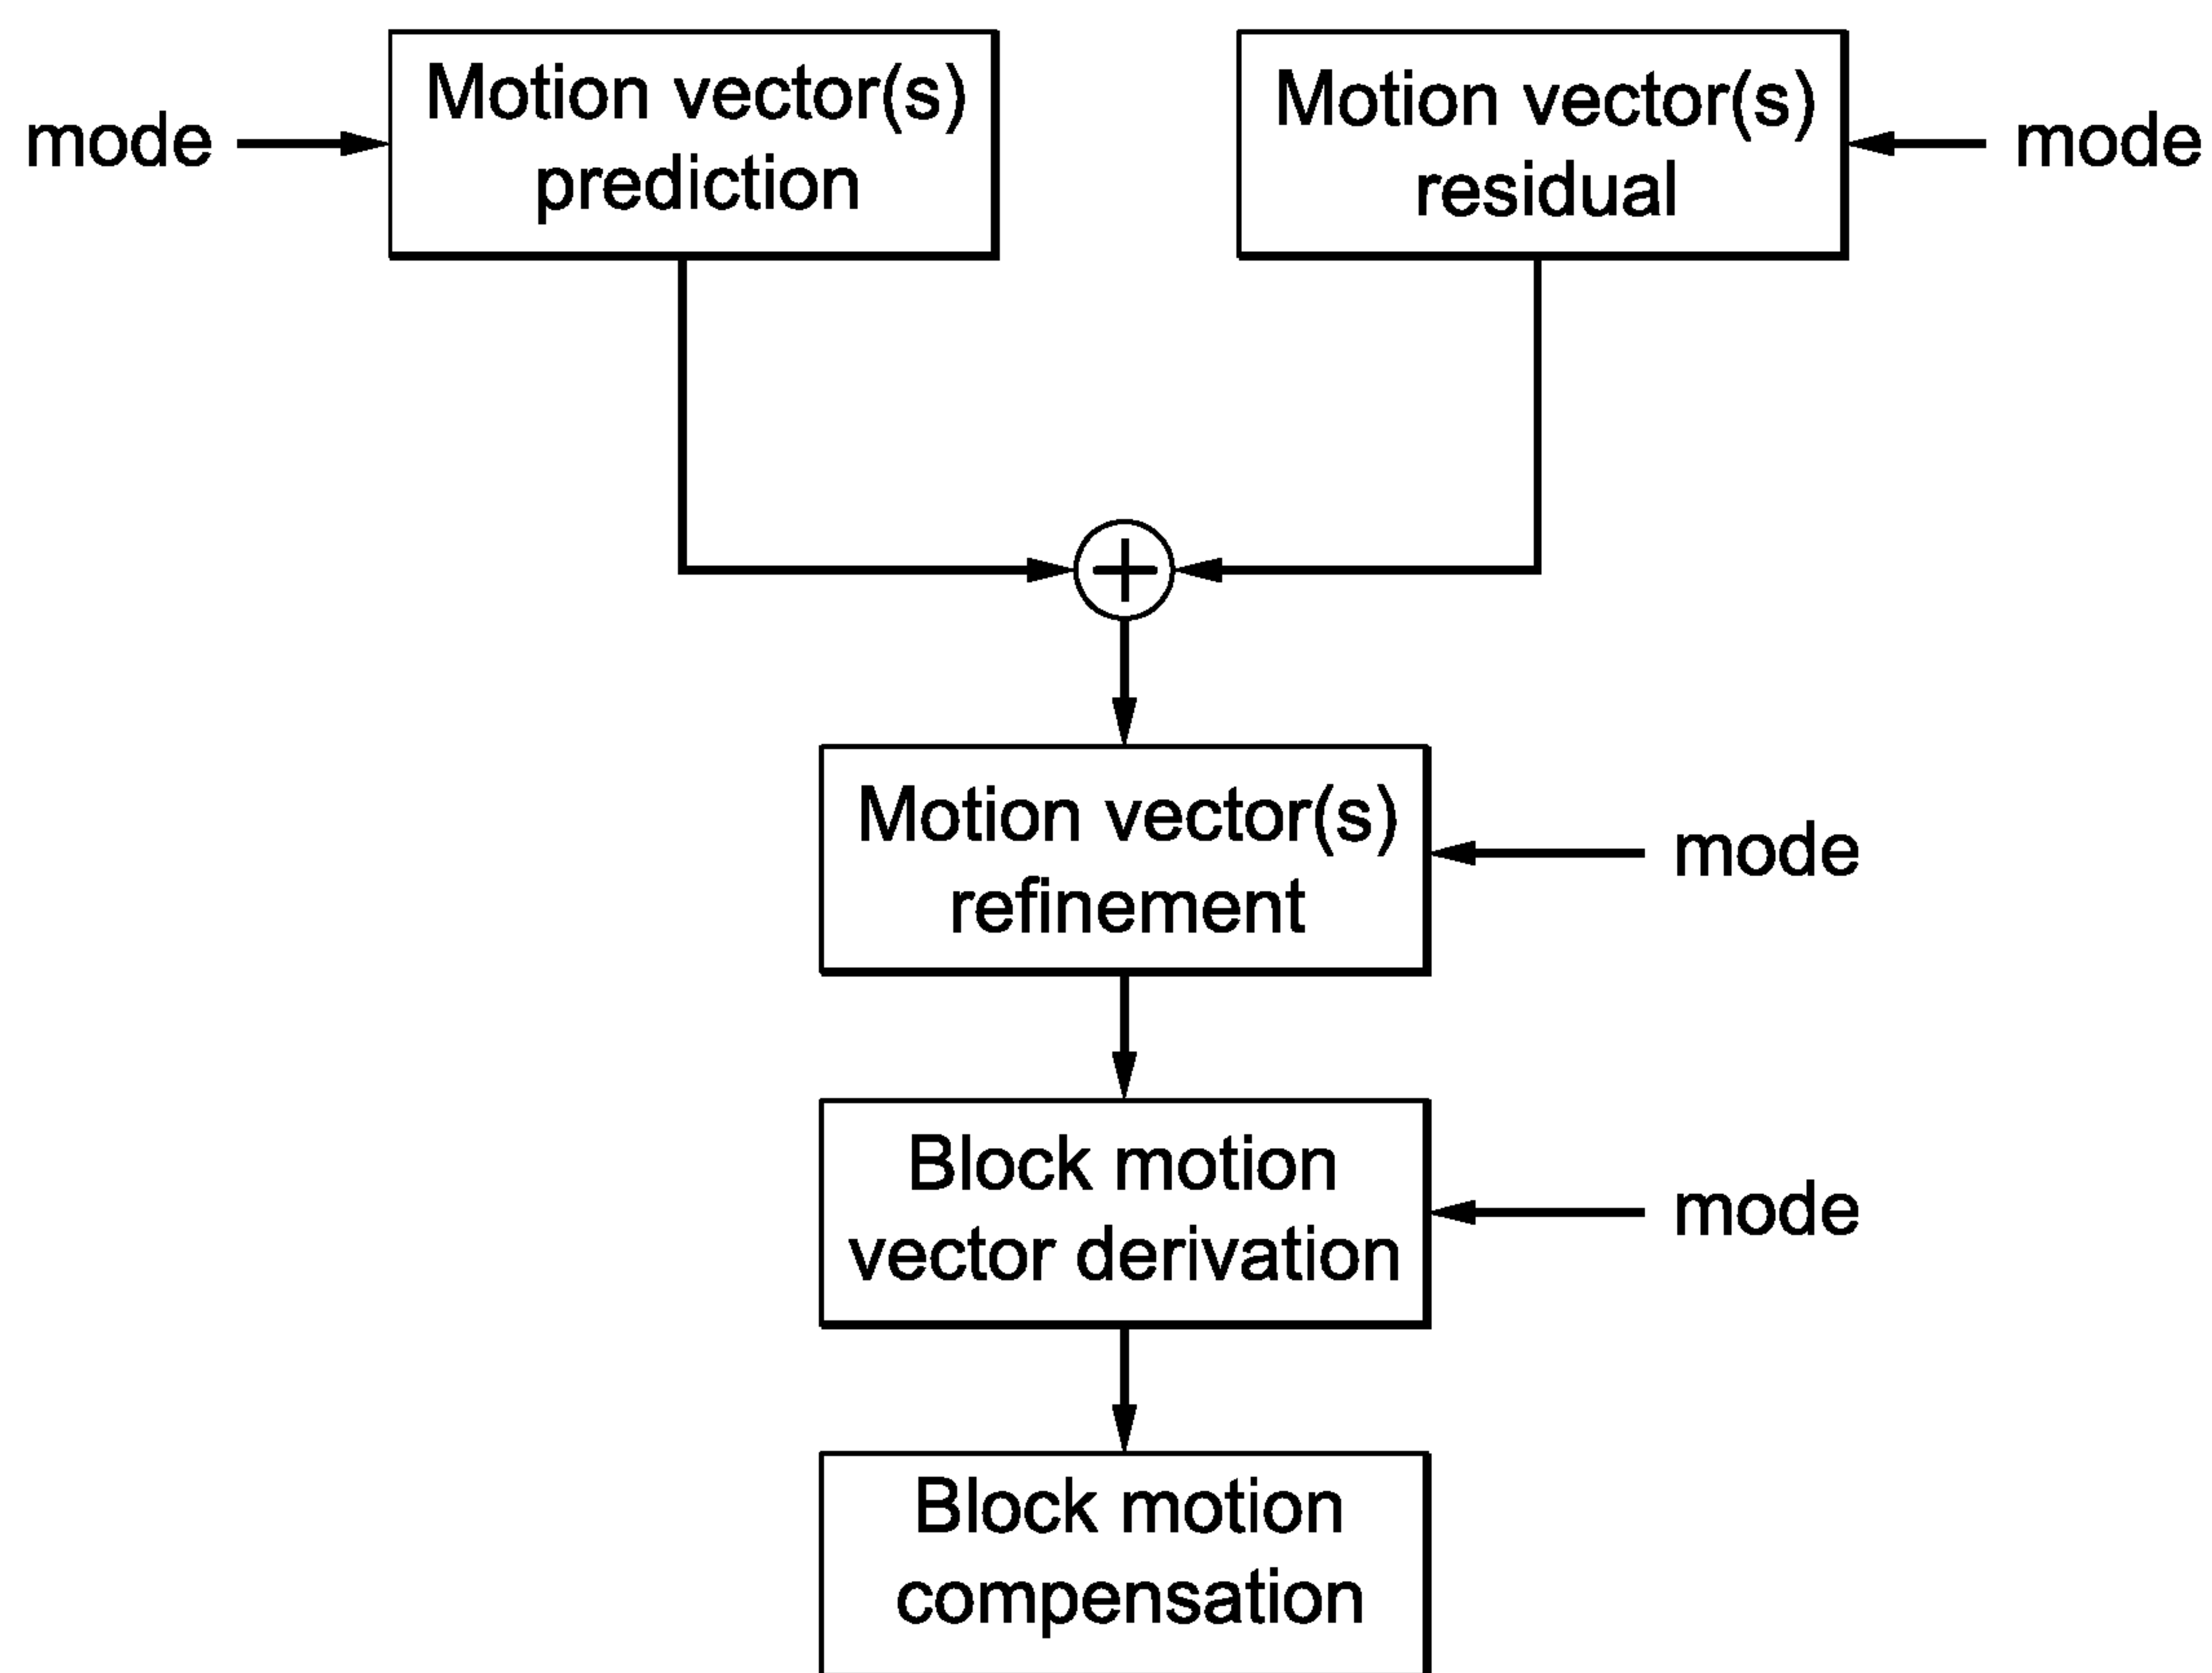 mode
Motion vector(s)
prediction
Motion vector(s)
residual
mode
+
Motion vector(s)
refinement
mode
Block motion
vector derivation
mode
Block motion
compensation